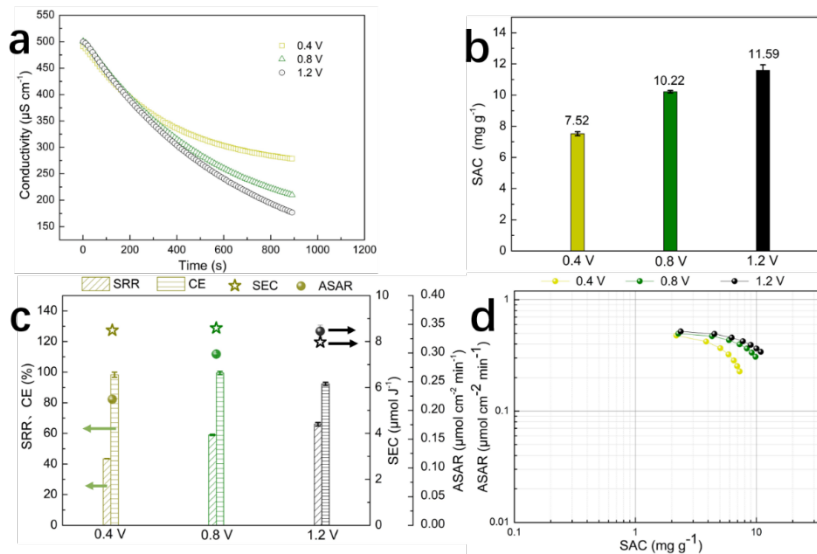 a
550
500
450
400
350
300
250
200
150
Conductivity (µS cm⁻¹)
0.4 V
0.8 V
1.2 V
0 200 400 600 800 1000 1200
Time (s)
b
14
12
10
8
6
4
2
0
SAC (mg g⁻¹)
7.52
10.22
11.59
0.4 V 0.8 V 1.2 V
c
SRR CE SEC ASAR
140
120
100
80
60
40
20
0
SRR、CE (%)
0.4 V 0.8 V 1.2 V
10
8
6
4
2
0
SEC (µmol J⁻¹)
0.40
0.35
0.30
0.25
0.20
0.15
0.10
0.05
0.00
ASAR (µmol cm⁻² min⁻¹)
d
0.4 V 0.8 V 1.2 V
1
0.1
0.01
ASAR (µmol cm⁻² min⁻¹)
0.1 1 10 100
SAC (mg g⁻¹)